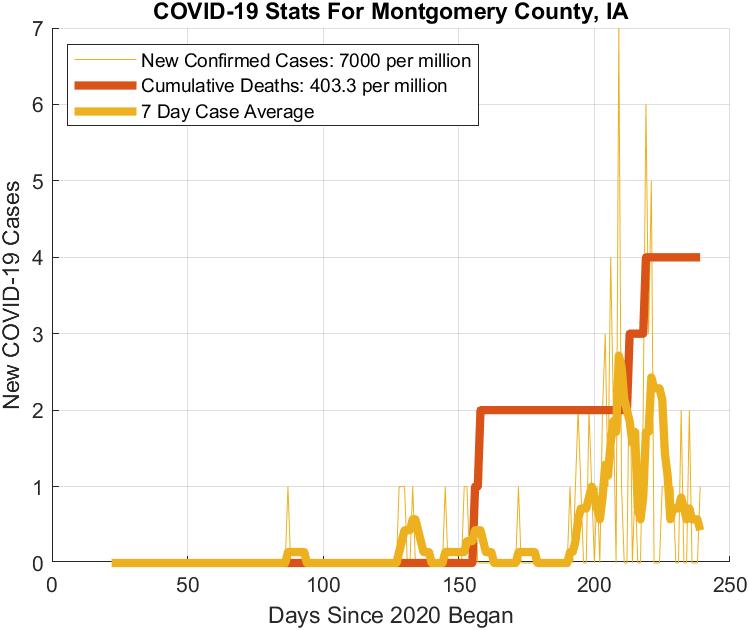 COVID-19 Stats For Montgomery County, IA
New Confirmed Cases: 7000 per million
Cumulative Deaths: 403.3 per million
7 Day Case Average
New COVID-19 Cases
7
6
5
4
3
2
1
0
0 50 100 150 200 250
Days Since 2020 Began